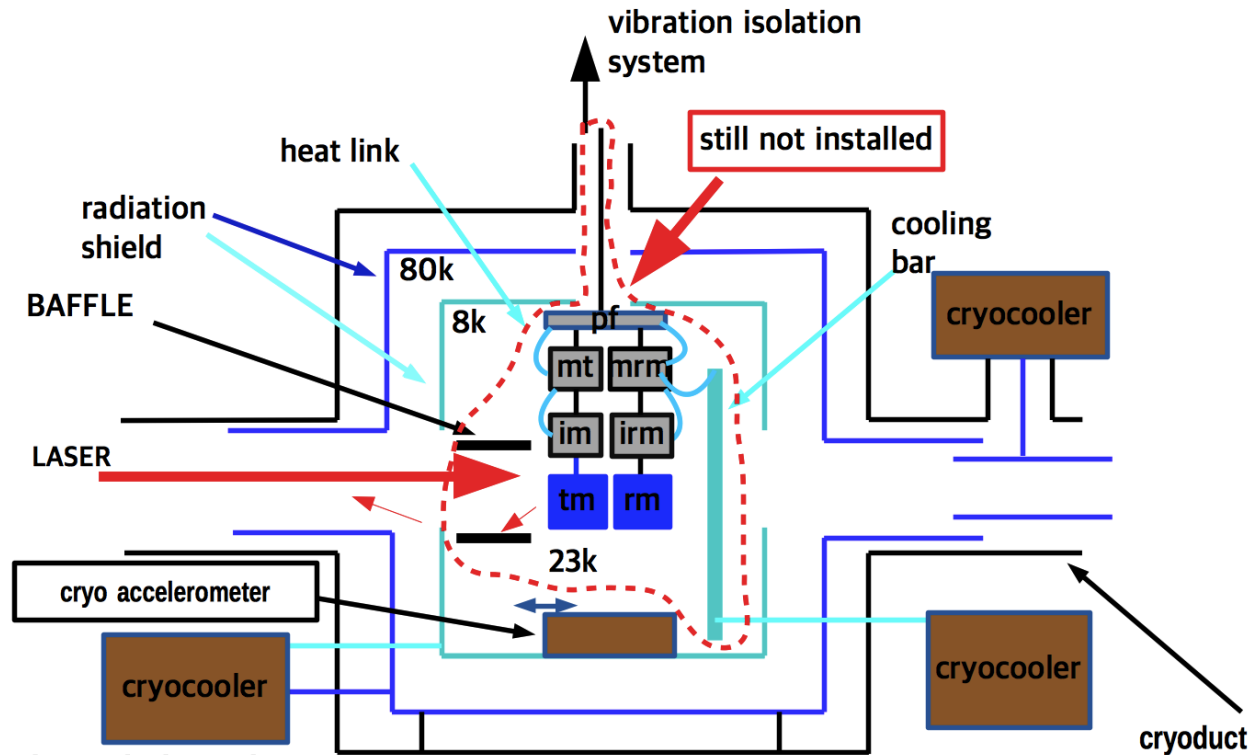 vibration isolation
system
still not installed
heat link
radiation
shield
cooling
bar
80k
BAFFLE
8k
pf
cryocooler
mt
mrm
im
irm
LASER
tm
rm
23k
cryo accelerometer
cryocooler
cryocooler
cryoduct